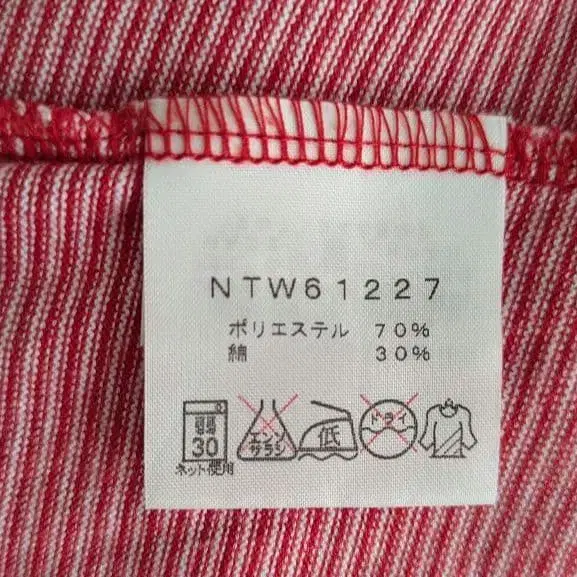 NTW61227
ポリエステル 70%
綿 30%
30
ネット使用
エンソ
サラシ
低
ドライ